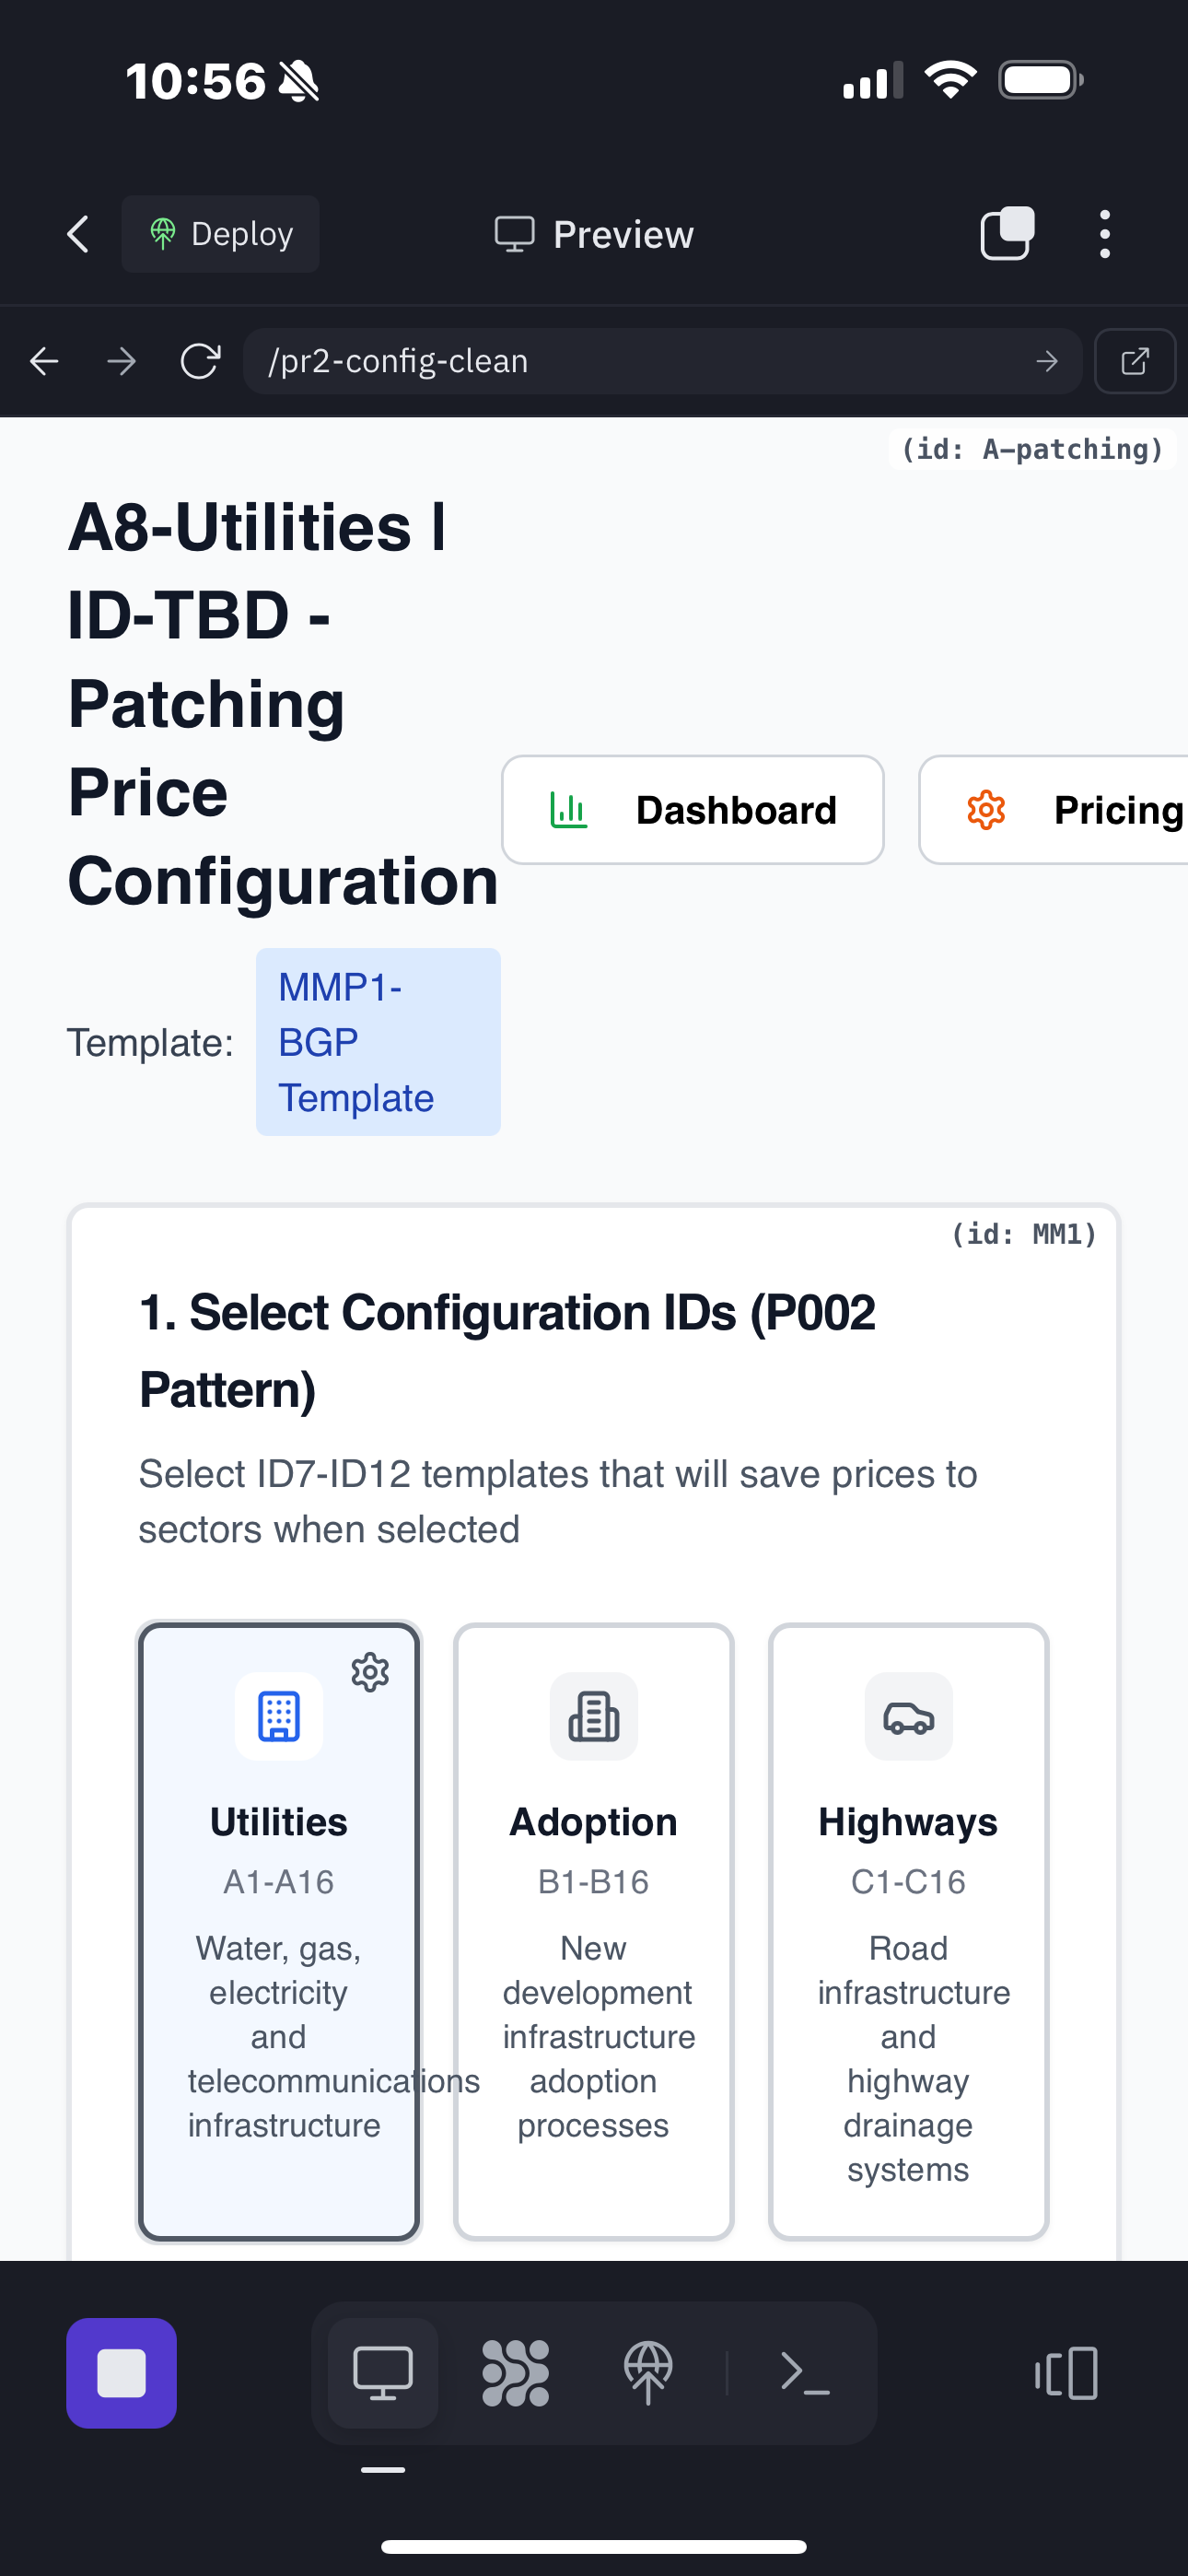 10:56
Deploy
Preview
/pr2-config-clean
(id: A-patching)
A8-Utilities |
ID-TBD -
Patching
Price
Configuration
Dashboard
Pricing
Template:
MMP1-
BGP
Template
(id: MM1)
1. Select Configuration IDs (P002
Pattern)
Select ID7-ID12 templates that will save prices to
sectors when selected
Utilities
A1-A16
Water, gas,
electricity
and
telecommunications
infrastructure
Adoption
B1-B16
New
development
infrastructure
adoption
processes
Highways
C1-C16
Road
infrastructure
and
highway
drainage
systems